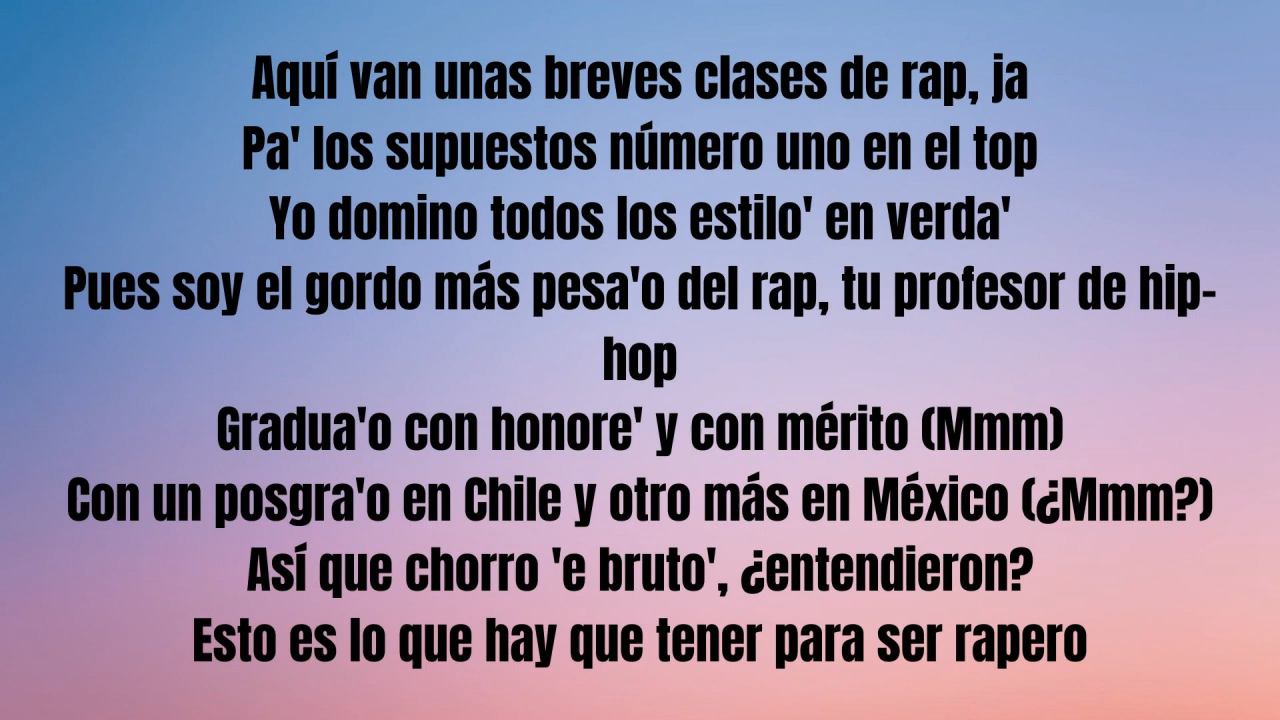 Aquí van unas breves clases de rap, ja
Pa' los supuestos número uno en el top
Yo domino todos los estilo' en verda'
Pues soy el gordo más pesa'o del rap, tu profesor de hip-
hop
Gradua'o con honore' y con mérito (Mmm)
Con un posgra'o en Chile y otro más en México (¿Mmm?)
Así que chorro 'e bruto', ¿entendieron?
Esto es lo que hay que tener para ser rapero